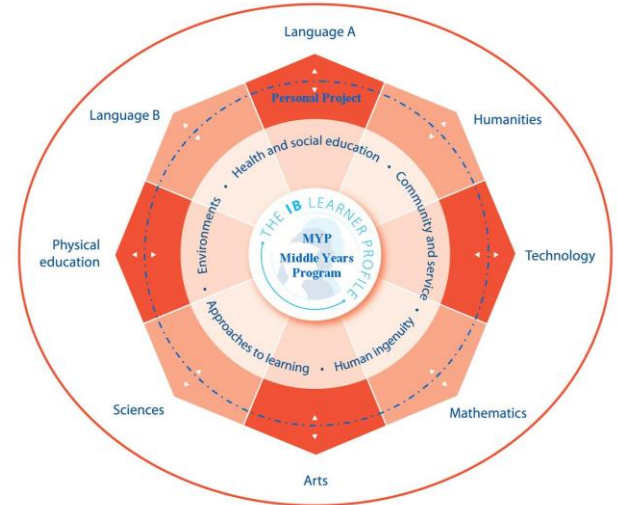 Language A
Language B
Personal Project
Humanities
Health and social education
Community and service
Environments
THE IB LEARNER PROFILE
MYP
Middle Years
Program
Physical
education
Technology
Approaches to learning
Human ingenuity
Sciences
Mathematics
Arts